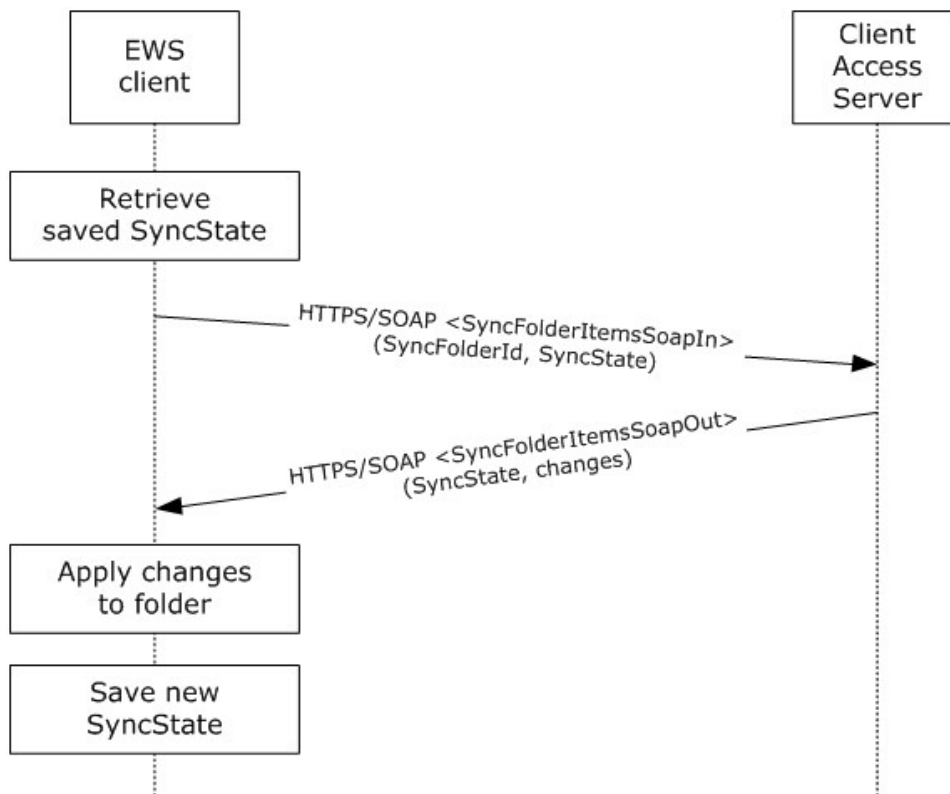 EWS
client
Client
Access
Server
Retrieve
saved SyncState
HTTPS/SOAP <SyncFolderItemsSoapIn>
(SyncFolderId, SyncState)
HTTPS/SOAP <SyncFolderItemsSoapOut>
(SyncState, changes)
Apply changes
to folder
Save new
SyncState